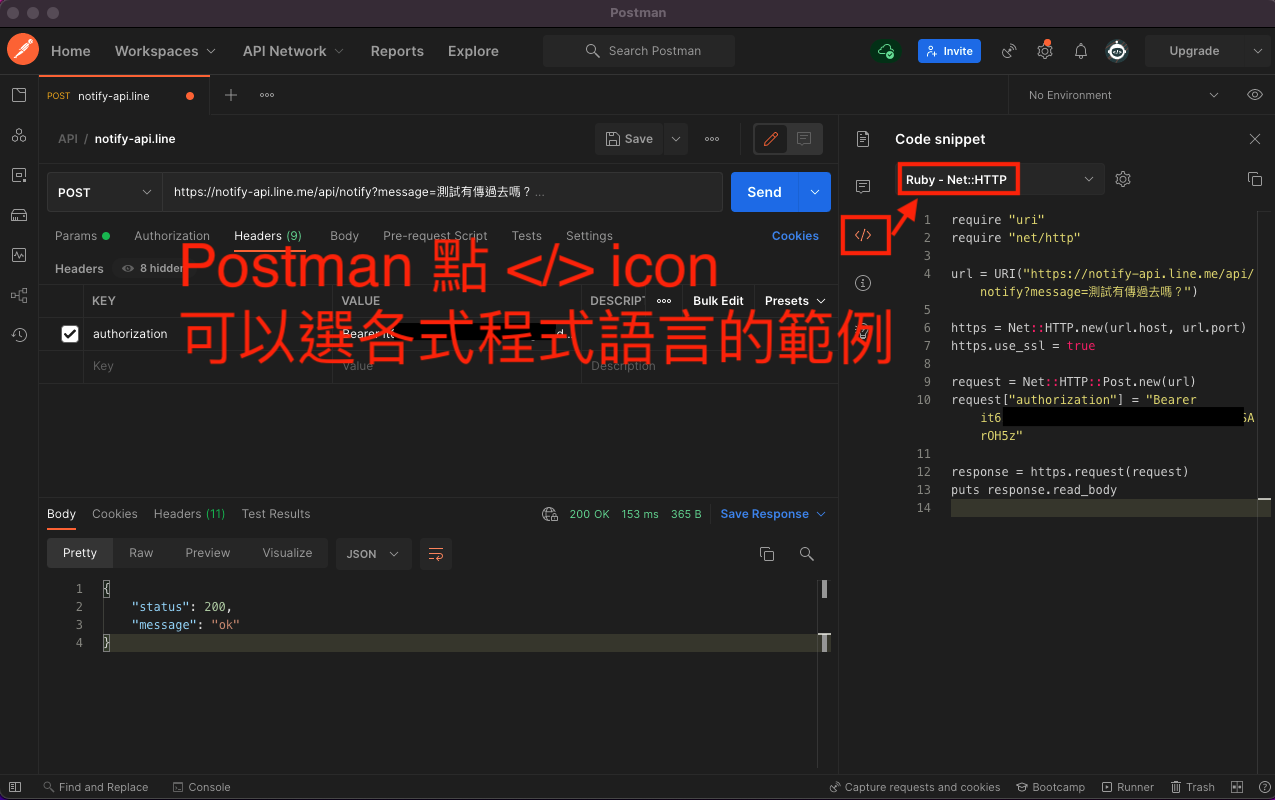 Postman
Home Workspaces API Network Reports Explore Search Postman Invite Upgrade
POST notify-api.line No Environment
API / notify-api.line Save
POST https://notify-api.line.me/api/notify?message=測試有傳過去嗎？ ... Send
Params Authorization Headers (9) Body Pre-request Script Tests Settings Cookies
Headers 8 hidden
KEY VALUE DESCRIPT ooo Bulk Edit Presets
authorization Bearer it6 d...
Key Value Description
Postman 點 </> icon
可以選各式程式語言的範例
Code snippet
Ruby - Net::HTTP
</>
1 require "uri"
2 require "net/http"
3
4 url = URI("https://notify-api.line.me/api/
notify?message=測試有傳過去嗎？")
5
6 https = Net::HTTP.new(url.host, url.port)
7 https.use_ssl = true
8
9 request = Net::HTTP::Post.new(url)
10 request["authorization"] = "Bearer
it6
rOH5z"
11
12 response = https.request(request)
13 puts response.read_body
14
Body Cookies Headers (11) Test Results 200 OK 153 ms 365 B Save Response
Pretty Raw Preview Visualize JSON
1 {
2 "status": 200,
3 "message": "ok"
4 }
Find and Replace Console Capture requests and cookies Bootcamp Runner Trash